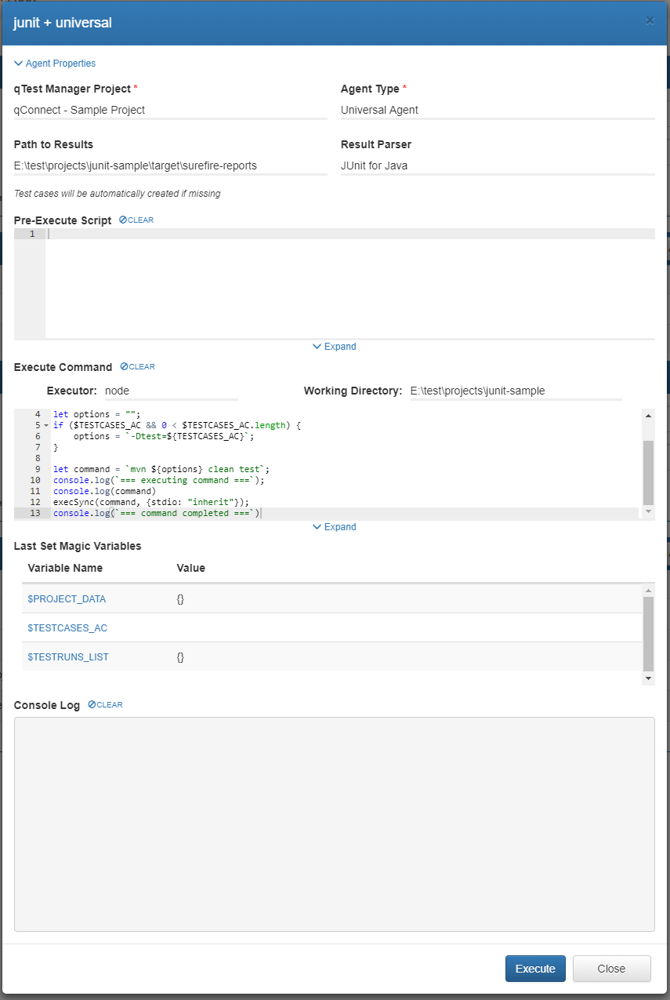 junit + universal
×
Agent Properties
qTest Manager Project *
Agent Type *
qConnect - Sample Project
Universal Agent
Path to Results
Result Parser
E:\test\projects\junit-sample\target\surefire-reports
JUnit for Java
Test cases will be automatically created if missing
Pre-Execute Script CLEAR
1
Expand
Execute Command CLEAR
Executor: node
Working Directory: E:\test\projects\junit-sample
4 let options = "";
5 if ($TESTCASES_AC && 0 < $TESTCASES_AC.length) {
6     options = `-Dtest=${TESTCASES_AC}`;
7 }
8
9 let command = `mvn ${options} clean test`;
10 console.log(`=== executing command ===`);
11 console.log(command)
12 execSync(command, {stdio: "inherit"});
13 console.log(`=== command completed ===`)
Expand
Last Set Magic Variables
Variable Name Value
$PROJECT_DATA {}
$TESTCASES_AC
$TESTRUNS_LIST {}
Console Log CLEAR
Execute Close